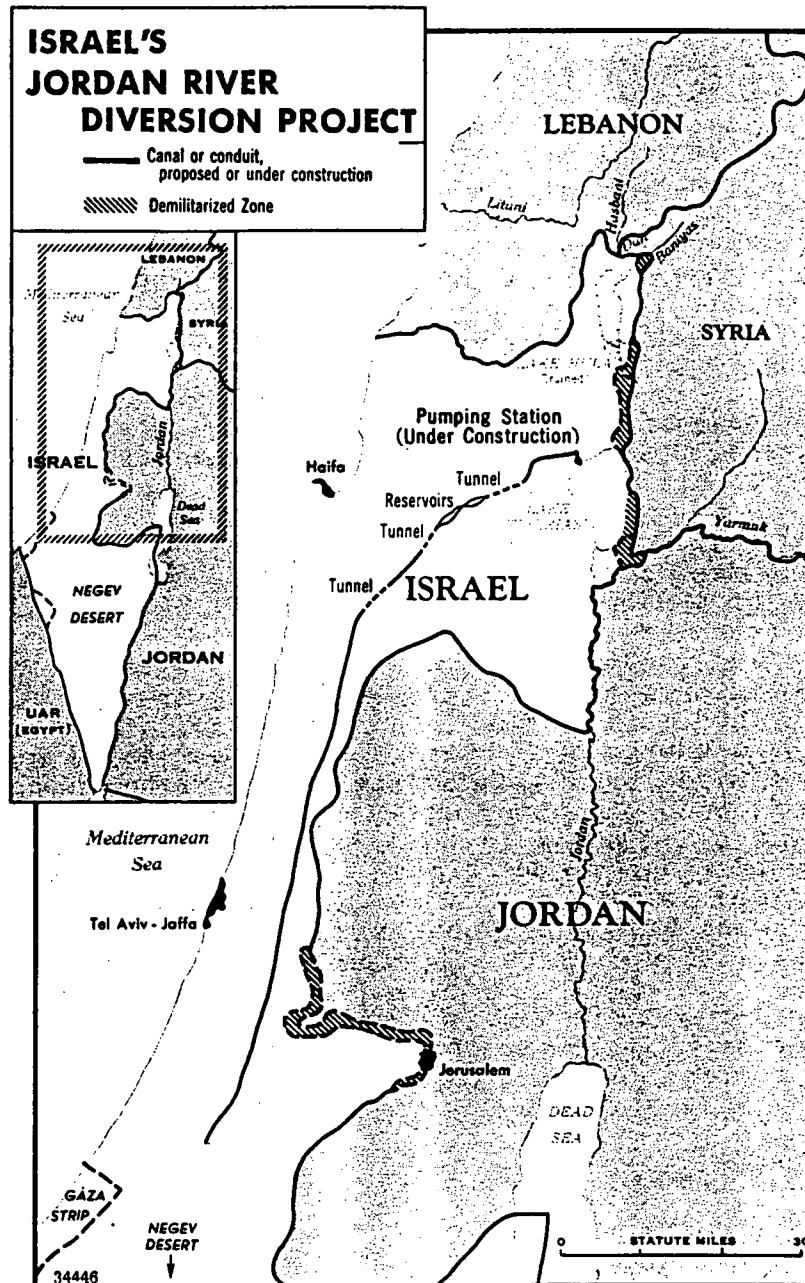 ISRAEL'S
JORDAN RIVER
DIVERSION PROJECT
Canal or conduit,
proposed or under construction
Demilitarized Zone
LEBANON
Mediterranean
Sea
SYRIA
ISRAEL
Jordan
Dead
Sea
NEGEV
DESERT
JORDAN
UAR
(EGYPT)
LEBANON
Litani
Hasbani
Dan
Baniyas
SYRIA
Pumping Station
(Under Construction)
Haifa
Tunnel
Reservoirs
Tunnel
LAKE
Tunnel
ISRAEL
Yarmuk
Mediterranean
Sea
Jordan
Tel Aviv - Jaffa
JORDAN
Jerusalem
DEAD
SEA
GAZA
STRIP
NEGEV
DESERT
0 STATUTE MILES 30
34446